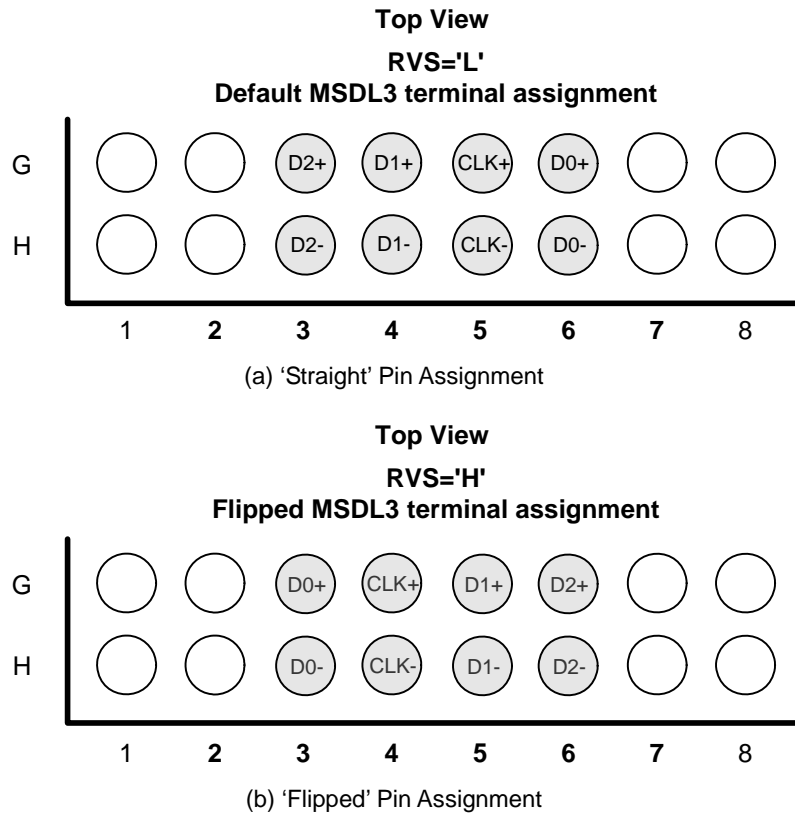 Top View
RVS='L'
Default MSDL3 terminal assignment
G D2+ D1+ CLK+ D0+
H D2- D1- CLK- D0-
1 2 3 4 5 6 7 8
(a) ‘Straight’ Pin Assignment
Top View
RVS='H'
Flipped MSDL3 terminal assignment
G D0+ CLK+ D1+ D2+
H D0- CLK- D1- D2-
1 2 3 4 5 6 7 8
(b) ‘Flipped’ Pin Assignment